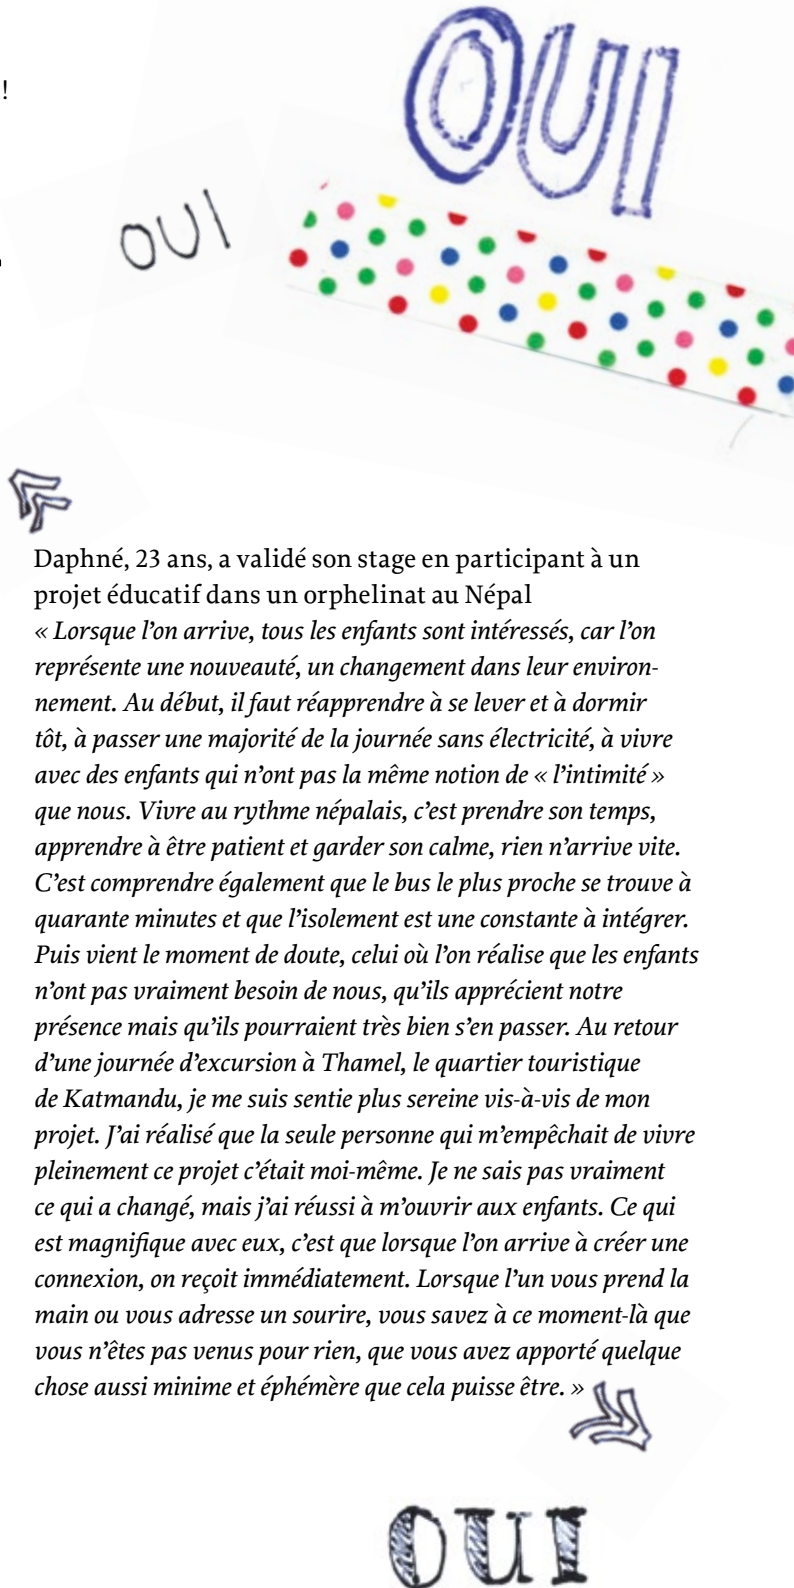 !
OUI
OUI
Daphné, 23 ans, a validé son stage en participant à un
projet éducatif dans un orphelinat au Népal
« Lorsque l’on arrive, tous les enfants sont intéressés, car l’on
représente une nouveauté, un changement dans leur environ-
nement. Au début, il faut réapprendre à se lever et à dormir
tôt, à passer une majorité de la journée sans électricité, à vivre
avec des enfants qui n’ont pas la même notion de « l’intimité »
que nous. Vivre au rythme népalais, c’est prendre son temps,
apprendre à être patient et garder son calme, rien n’arrive vite.
C’est comprendre également que le bus le plus proche se trouve à
quarante minutes et que l’isolement est une constante à intégrer.
Puis vient le moment de doute, celui où l’on réalise que les enfants
n’ont pas vraiment besoin de nous, qu’ils apprécient notre
présence mais qu’ils pourraient très bien s’en passer. Au retour
d’une journée d’excursion à Thamel, le quartier touristique
de Katmandu, je me suis sentie plus sereine vis-à-vis de mon
projet. J’ai réalisé que la seule personne qui m’empêchait de vivre
pleinement ce projet c’était moi-même. Je ne sais pas vraiment
ce qui a changé, mais j’ai réussi à m’ouvrir aux enfants. Ce qui
est magnifique avec eux, c’est que lorsque l’on arrive à créer une
connexion, on reçoit immédiatement. Lorsque l’un vous prend la
main ou vous adresse un sourire, vous savez à ce moment-là que
vous n’êtes pas venus pour rien, que vous avez apporté quelque
chose aussi minime et éphémère que cela puisse être. »
OUI